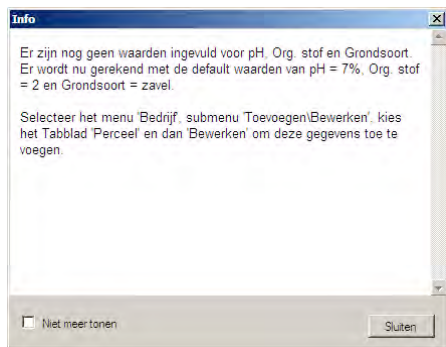 Info
Er zijn nog geen waarden ingevuld voor pH, Org. stof en Grondsoort.
Er wordt nu gerekend met de default waarden van pH = 7%, Org. stof
= 2 en Grondsoort = zavel.
Selecteer het menu 'Bedrijf', submenu 'Toevoegen\Bewerken', kies
het Tabblad 'Perceel' en dan 'Bewerken' om deze gegevens toe te
voegen.
Niet meer tonen
Sluiten